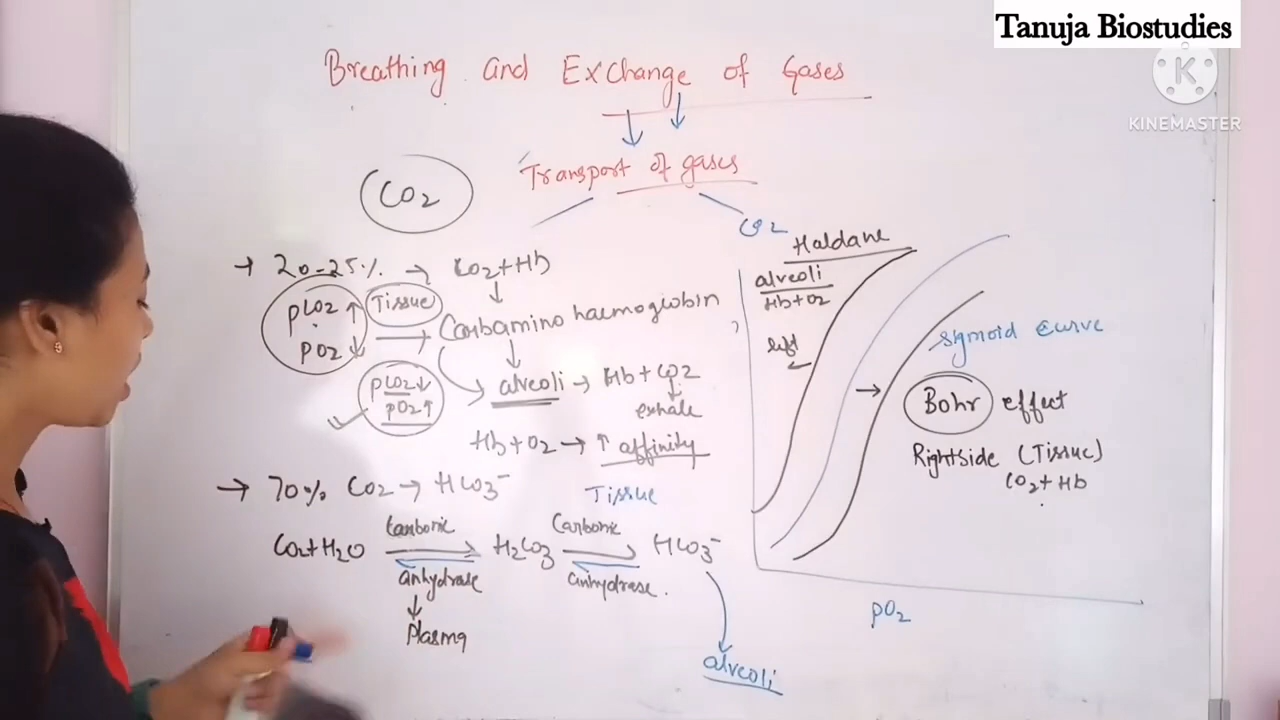 Tanuja Biostudies
KINEMASTER
Breathing and Exchange of Gases
Transport of gases
CO2
CO2
Haldane
→ 20-25% → CO2+Hb
pCO2 ↑
pO2 ↓
Tissue
→ Carbamino haemoglobin
pCO2 ↓
pO2 ↑
→ alveoli → Hb + CO2
exhale
Hb+O2 → ↑ affinity
→ 70% CO2 → HCO3-
Tissue
CO2+H2O
Carbonic
anhydrase
H2CO3
Carbonic
anhydrase.
HCO3-
Plasma
alveoli
alveoli
Hb+O2
left
sigmoid curve
Bohr effect
Rightside (Tissue)
CO2+Hb
pO2